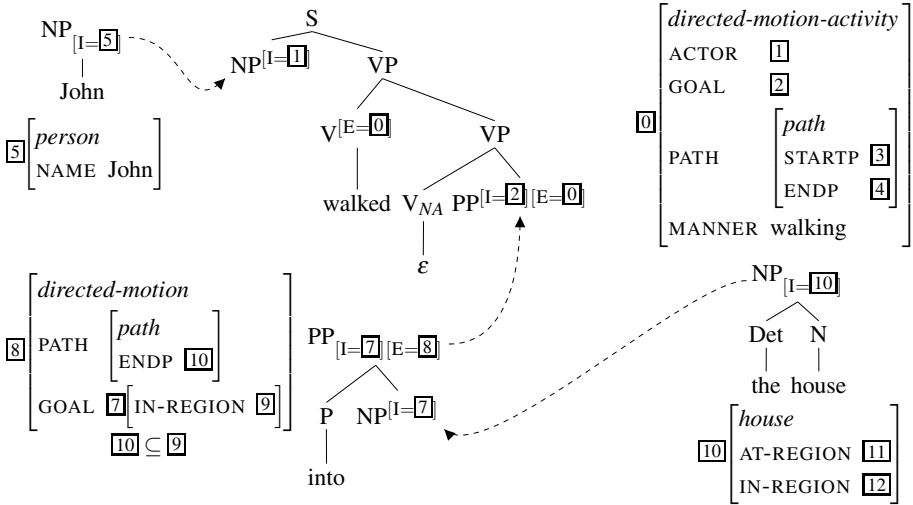 NP[I=5]
John
5 [person
NAME John]
S
NP[I=1] VP
V[E=0] VP
walked V_NA PP[I=2][E=0]
ε
0 [directed-motion-activity
ACTOR 1
GOAL 2
PATH [path
STARTP 3
ENDP 4]
MANNER walking]
8 [directed-motion
PATH [path
ENDP 10]
GOAL 7 [IN-REGION 9]]
10 ⊆ 9
PP[I=7][E=8]
P NP[I=7]
into
NP[I=10]
Det N
the house
10 [house
AT-REGION 11
IN-REGION 12]